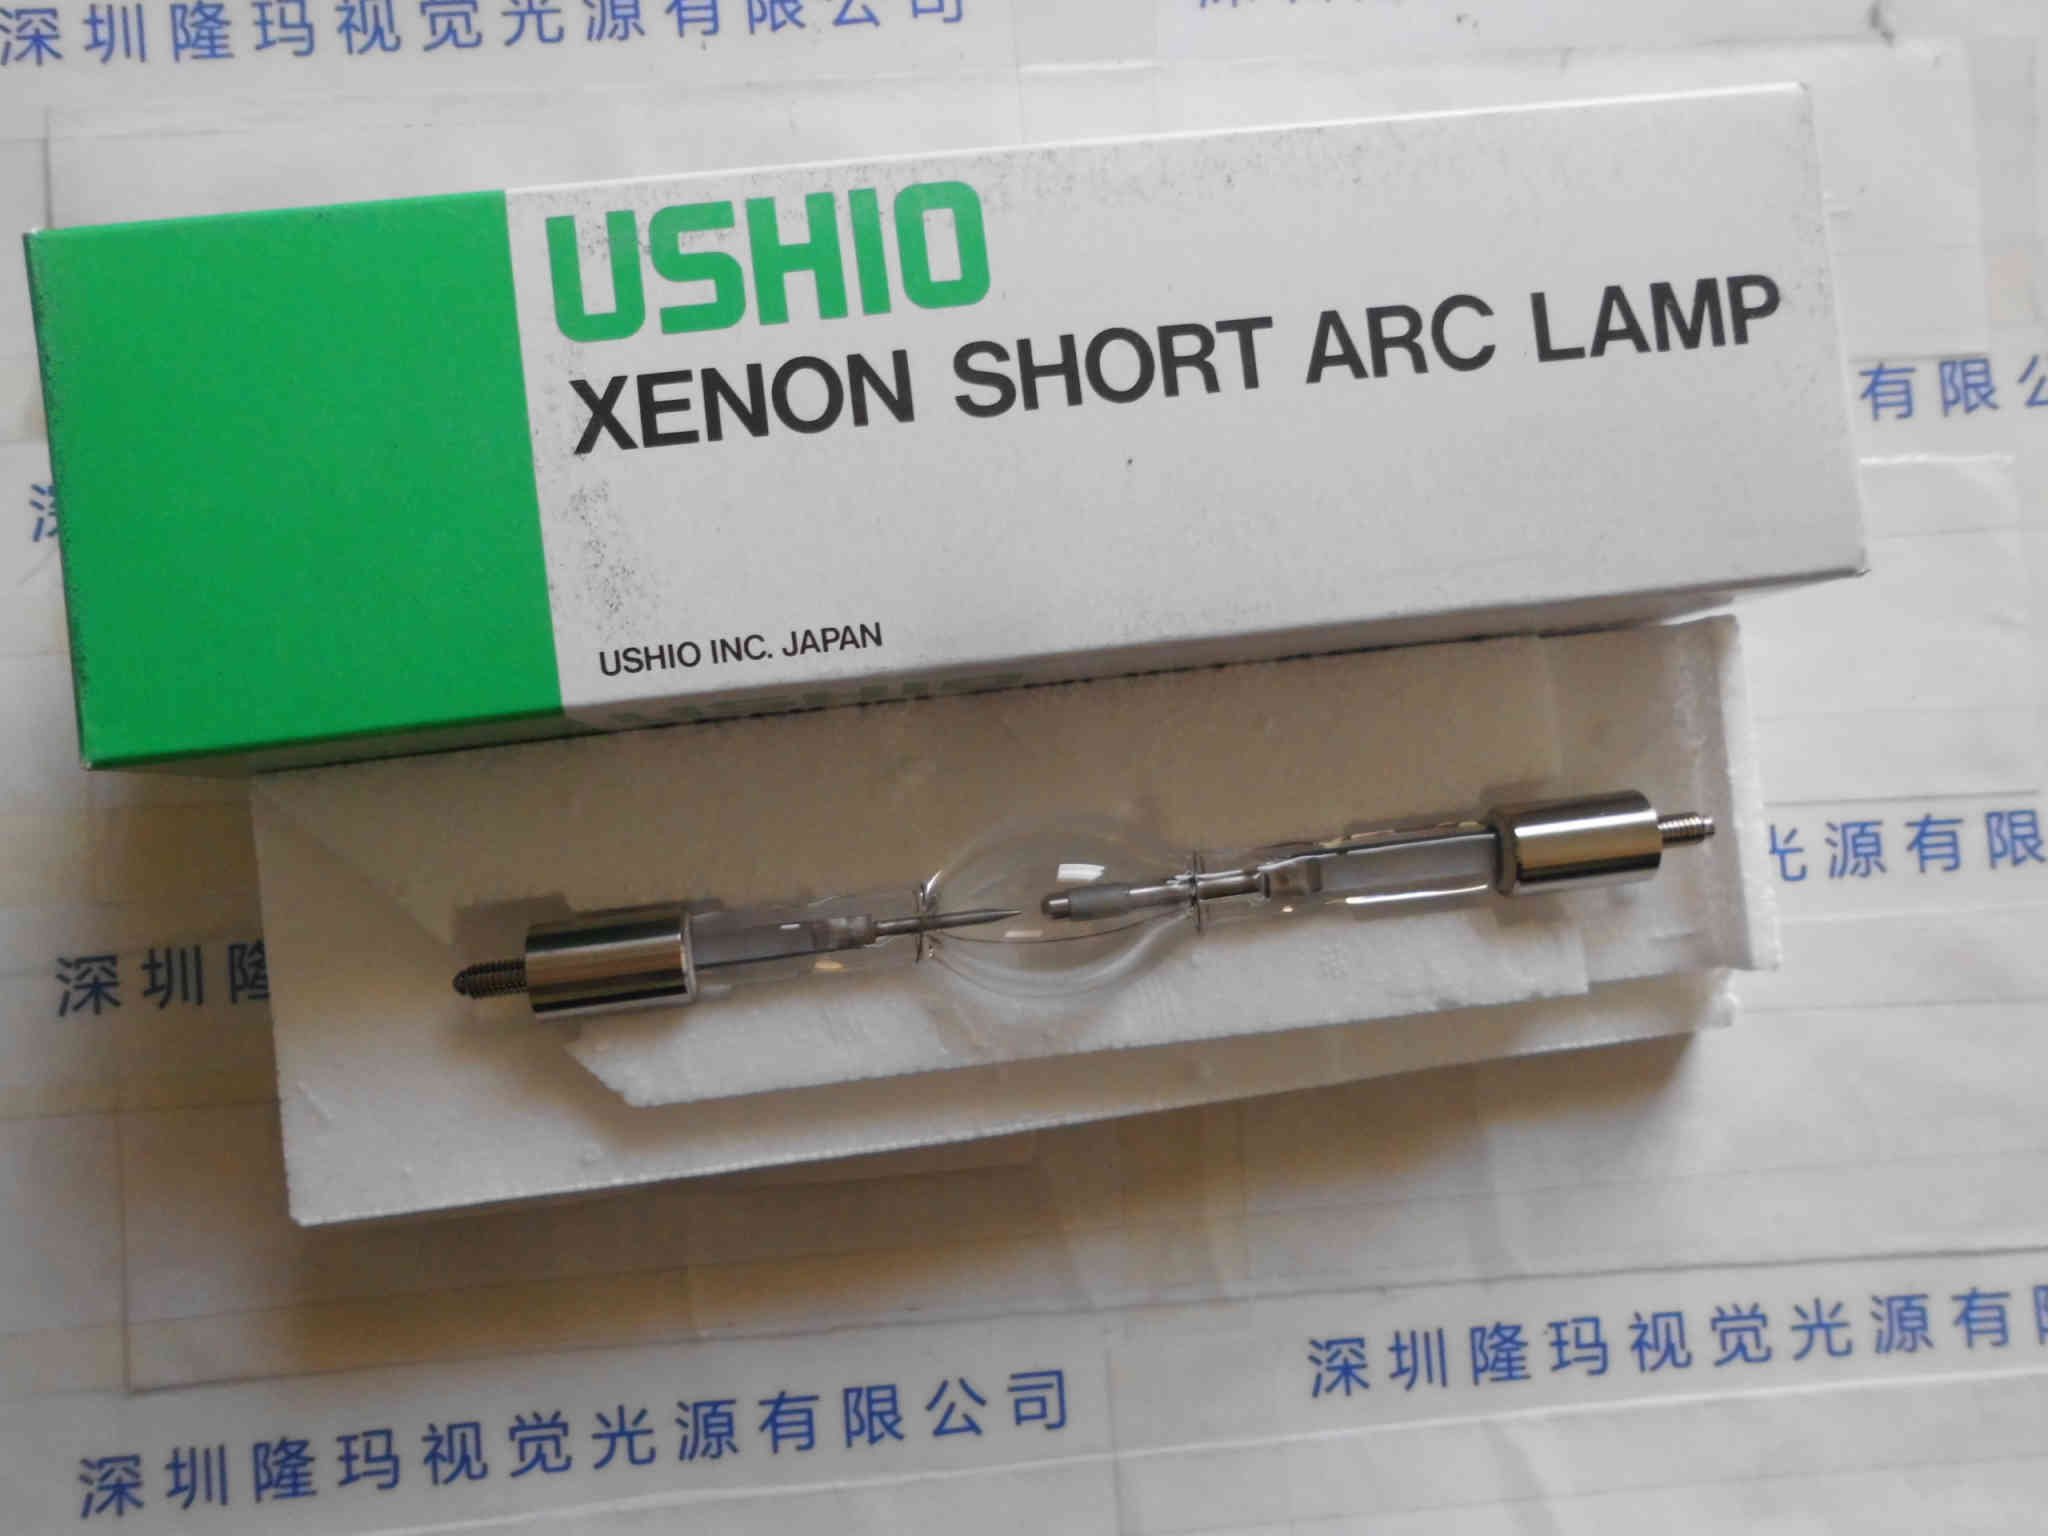 深圳隆玛视觉光源有限公司
USHIO
XENON SHORT ARC LAMP
有限公
USHIO INC. JAPAN
光源有限
深圳隆
深圳隆玛视觉光源有
深圳隆玛视觉光源有限公司